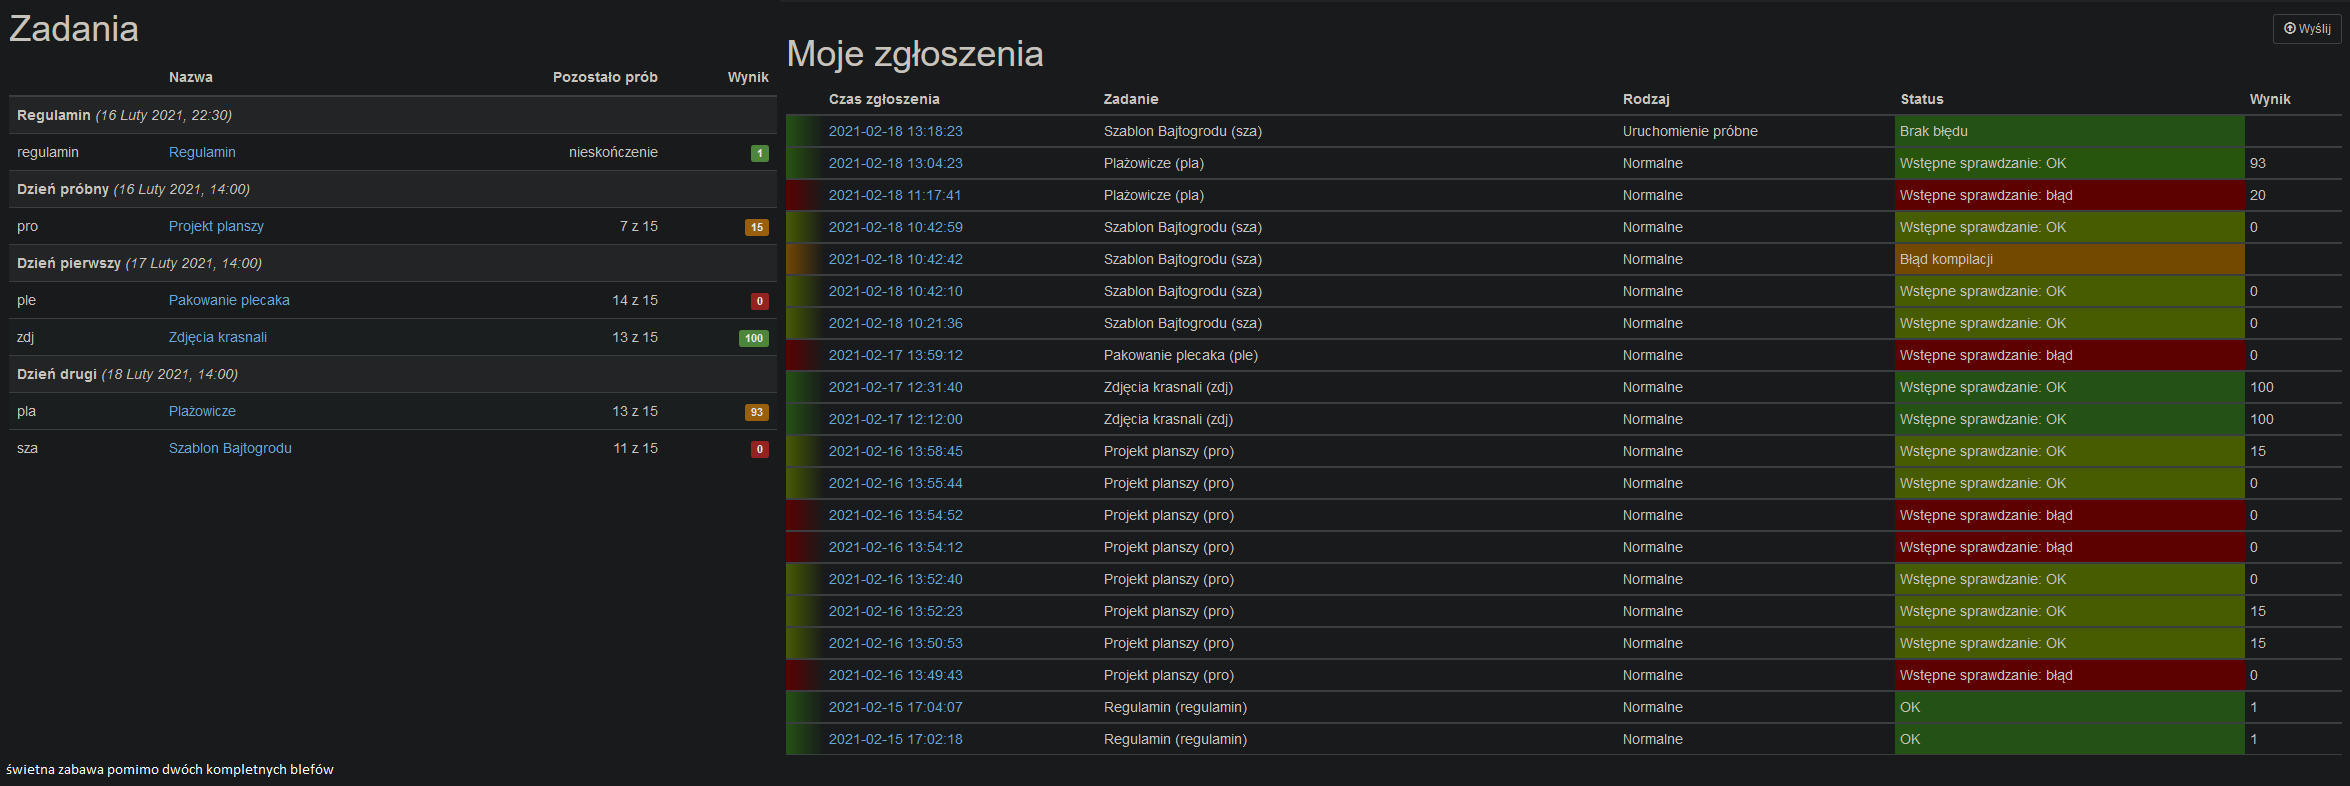 Zadania
Nazwa Pozostało prób Wynik
Regulamin (16 Luty 2021, 22:30)
regulamin Regulamin nieskończenie 1
Dzień próbny (16 Luty 2021, 14:00)
pro Projekt planszy 7 z 15 15
Dzień pierwszy (17 Luty 2021, 14:00)
ple Pakowanie plecaka 14 z 15 0
zdj Zdjęcia krasnali 13 z 15 100
Dzień drugi (18 Luty 2021, 14:00)
pla Plażowicze 13 z 15 93
sza Szablon Bajtogrodu 11 z 15 0
świetna zabawa pomimo dwóch kompletnych blefów
Wyślij
Moje zgłoszenia
Czas zgłoszenia Zadanie Rodzaj Status Wynik
2021-02-18 13:18:23 Szablon Bajtogrodu (sza) Uruchomienie próbne Brak błędu
2021-02-18 13:04:23 Plażowicze (pla) Normalne Wstępne sprawdzanie: OK 93
2021-02-18 11:17:41 Plażowicze (pla) Normalne Wstępne sprawdzanie: błąd 20
2021-02-18 10:42:59 Szablon Bajtogrodu (sza) Normalne Wstępne sprawdzanie: OK 0
2021-02-18 10:42:42 Szablon Bajtogrodu (sza) Normalne Błąd kompilacji
2021-02-18 10:42:10 Szablon Bajtogrodu (sza) Normalne Wstępne sprawdzanie: OK 0
2021-02-18 10:21:36 Szablon Bajtogrodu (sza) Normalne Wstępne sprawdzanie: OK 0
2021-02-17 13:59:12 Pakowanie plecaka (ple) Normalne Wstępne sprawdzanie: błąd 0
2021-02-17 12:31:40 Zdjęcia krasnali (zdj) Normalne Wstępne sprawdzanie: OK 100
2021-02-17 12:12:00 Zdjęcia krasnali (zdj) Normalne Wstępne sprawdzanie: OK 100
2021-02-16 13:58:45 Projekt planszy (pro) Normalne Wstępne sprawdzanie: OK 15
2021-02-16 13:55:44 Projekt planszy (pro) Normalne Wstępne sprawdzanie: OK 0
2021-02-16 13:54:52 Projekt planszy (pro) Normalne Wstępne sprawdzanie: błąd 0
2021-02-16 13:54:12 Projekt planszy (pro) Normalne Wstępne sprawdzanie: błąd 0
2021-02-16 13:52:40 Projekt planszy (pro) Normalne Wstępne sprawdzanie: OK 0
2021-02-16 13:52:23 Projekt planszy (pro) Normalne Wstępne sprawdzanie: OK 15
2021-02-16 13:50:53 Projekt planszy (pro) Normalne Wstępne sprawdzanie: OK 15
2021-02-16 13:49:43 Projekt planszy (pro) Normalne Wstępne sprawdzanie: błąd 0
2021-02-15 17:04:07 Regulamin (regulamin) Normalne OK 1
2021-02-15 17:02:18 Regulamin (regulamin) Normalne OK 1